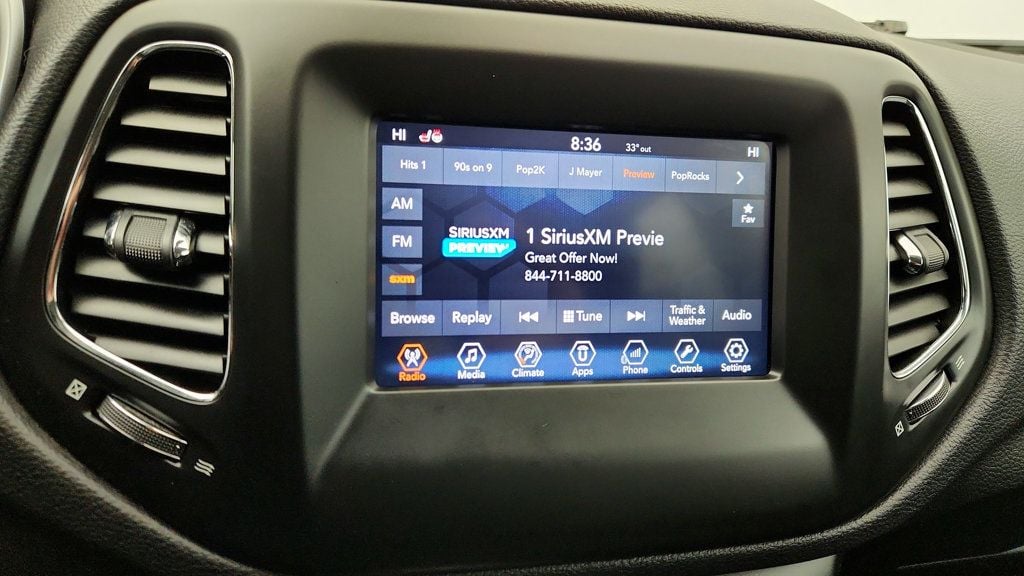 HI 8:36 33° out HI
Hits 1 90s on 9 Pop2K J Mayer Preview PopRocks
AM
Fav
FM
SIRIUSXM
PREVIEW
1 SiriusXM Previe
Great Offer Now!
844-711-8800
sxm
Browse Replay Tune Traffic & Weather Audio
Radio Media Climate Apps Phone Controls Settings